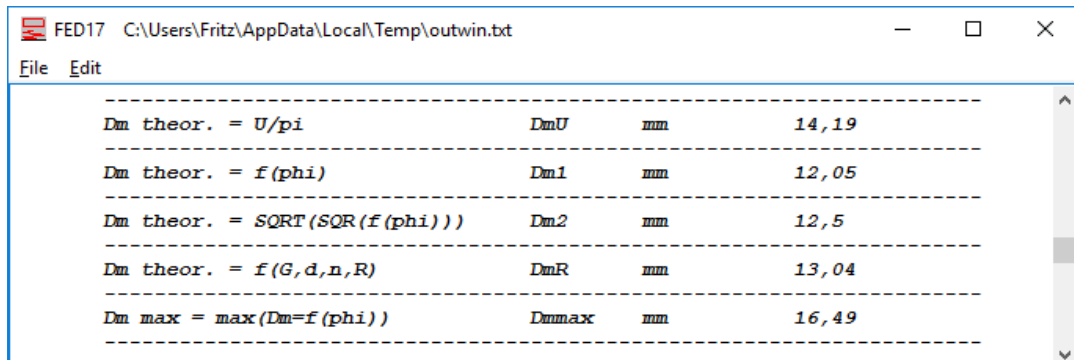 FED17 C:\Users\Fritz\AppData\Local\Temp\outwin.txt
File Edit
-----------------------------------------------------------------------
Dm theor. = U/pi DmU mm 14,19
-----------------------------------------------------------------------
Dm theor. = f(phi) Dm1 mm 12,05
-----------------------------------------------------------------------
Dm theor. = SQRT(SQR(f(phi))) Dm2 mm 12,5
-----------------------------------------------------------------------
Dm theor. = f(G,d,n,R) DmR mm 13,04
-----------------------------------------------------------------------
Dm max = max(Dm=f(phi)) Dmmax mm 16,49
-----------------------------------------------------------------------